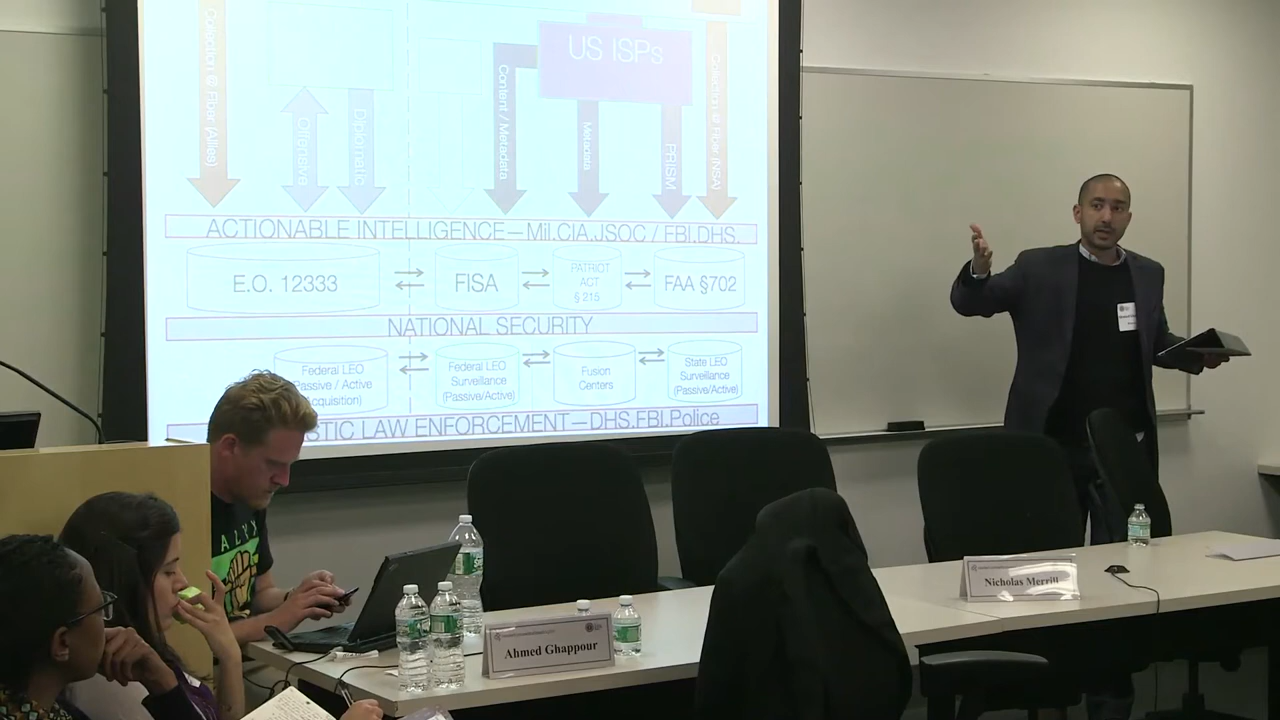 US ISPs
Collection @ Fiber (Allies)
Offensive
Diplomatic
Content / Metadata
Metadata
PRISM
Collection @ Fiber (NSA)
ACTIONABLE INTELLIGENCE—Mil.CIA.JSOC / FBI.DHS.
E.O. 12333
FISA
PATRIOT
ACT
§ 215
FAA §702
NATIONAL SECURITY
Federal LEO
Passive / Active
Acquisition)
Federal LEO
Surveillance
(Passive/Active)
Fusion
Centers
State LEO
Surveillance
(Passive/Active)
STIC LAW ENFORCEMENT—DHS.FBI.Police
ALYX
Ahmed Ghappour
Nicholas Merrill